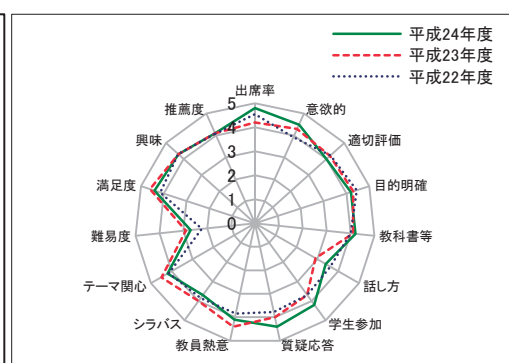 平成24年度
平成23年度
平成22年度
出席率
意欲的
適切評価
目的明確
教科書等
話し方
学生参加
質疑応答
教員熱意
シラバス
テーマ関心
難易度
満足度
興味
推薦度
5
4
3
2
1
0